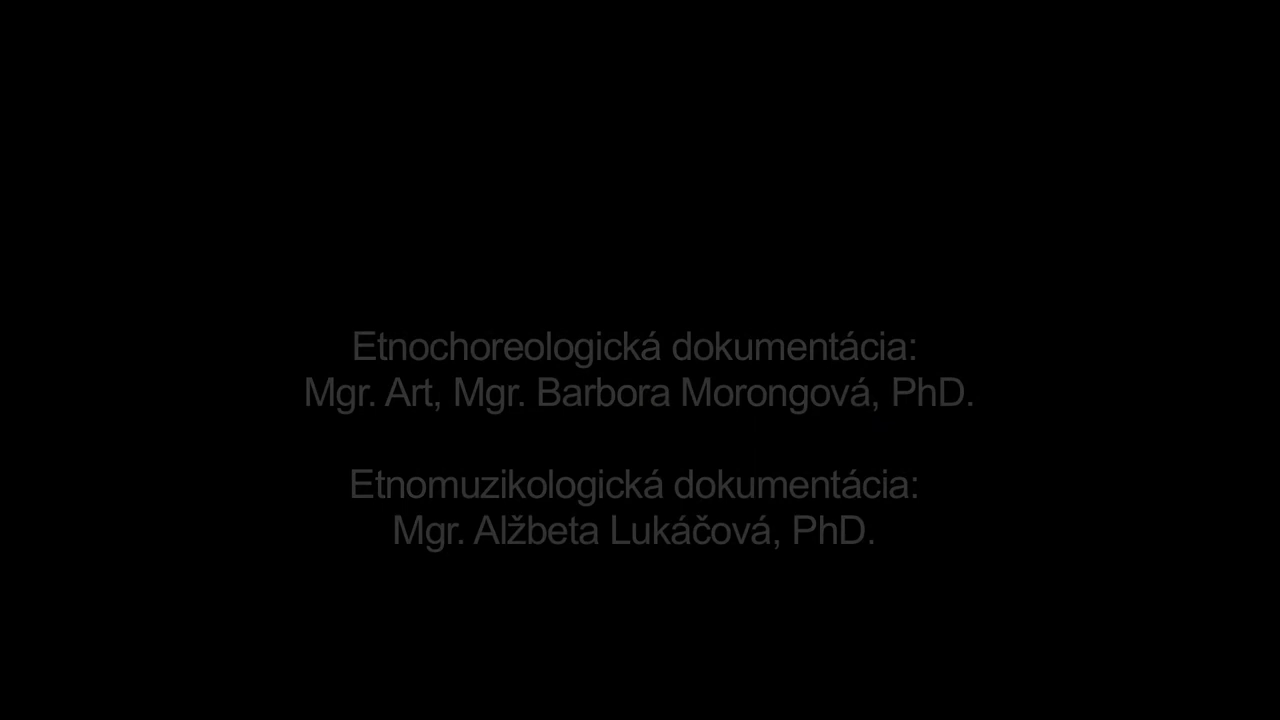 Etnochoreologická dokumentácia:
Mgr. Art, Mgr. Barbora Morongová, PhD.
Etnomuzikologická dokumentácia:
Mgr. Alžbeta Lukáčová, PhD.